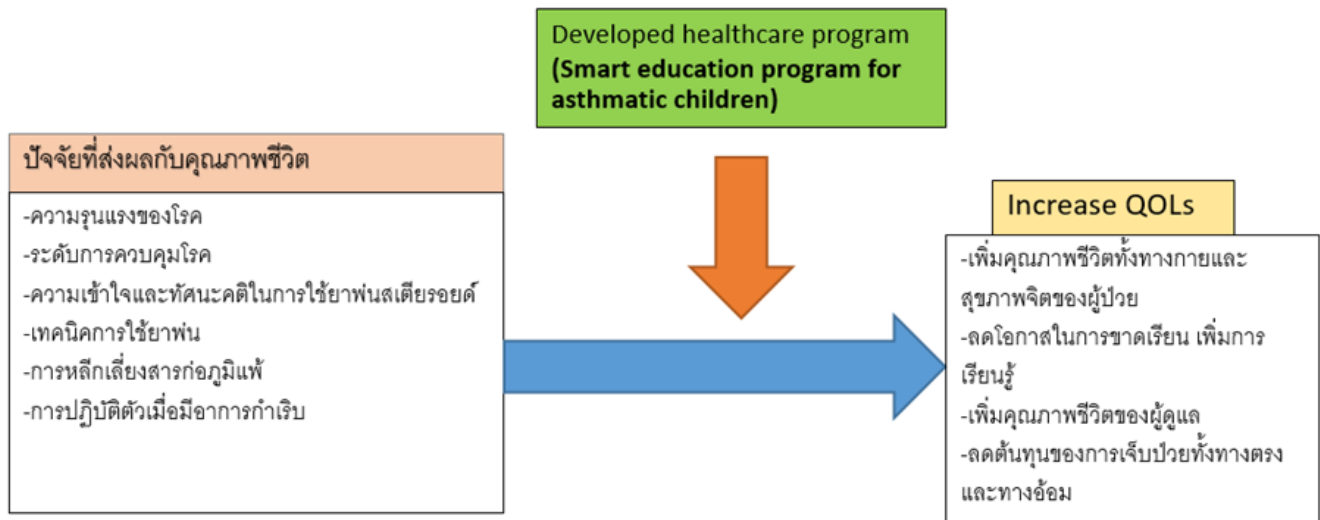 Developed healthcare program
(Smart education program for
asthmatic children)
ปัจจัยที่ส่งผลกับคุณภาพชีวิต
-ความรุนแรงของโรค
-ระดับการควบคุมโรค
-ความเข้าใจและทัศนะคติในการใช้ยาพ่นสเตียรอยด์
-เทคนิคการใช้ยาพ่น
-การหลีกเลี่ยงสารก่อภูมิแพ้
-การปฏิบัติตัวเมื่อมีอาการกำเริบ
Increase QOLs
-เพิ่มคุณภาพชีวิตทั้งทางกายและ
สุขภาพจิตของผู้ป่วย
-ลดโอกาสในการขาดเรียน เพิ่มการ
เรียนรู้
-เพิ่มคุณภาพชีวิตของผู้ดูแล
-ลดต้นทุนของการเจ็บป่วยทั้งทางตรง
และทางอ้อม